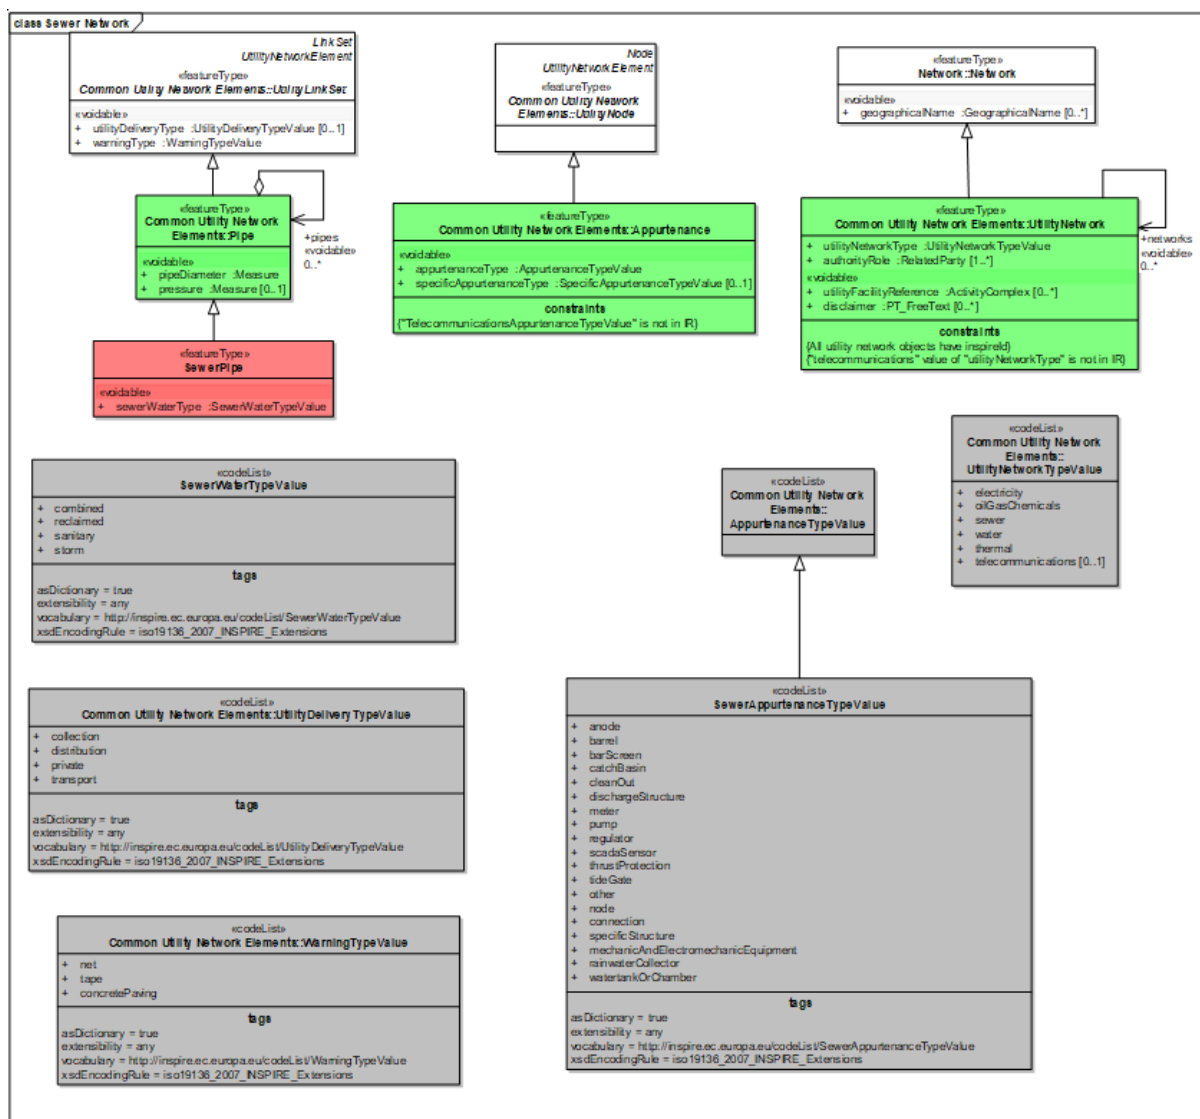 class Sewer Network
LinkSet
UtilityNetworkElement
«featureType»
Common Utility Network Elements::UtilityLinkSet
«voidable»
+ utilityDeliveryType :UtilityDeliveryTypeValue [0..1]
+ warningType :WarningTypeValue
Node
UtilityNetworkElement
«featureType»
Common Utility Network
Elements::UtilityNode
«featureType»
Network::Network
«voidable»
+ geographicalName :GeographicalName [0..*]
«featureType»
Common Utility Network
Elements::Pipe
«voidable»
+ pipeDiameter :Measure
+ pressure :Measure [0..1]
+pipes
«voidable»
0..*
«featureType»
Common Utility Network Elements::Appurtenance
«voidable»
+ appurtenanceType :AppurtenanceTypeValue
+ specificAppurtenanceType :SpecificAppurtenanceTypeValue [0..1]
constraints
{"TelecommunicationsAppurtenanceTypeValue" is not in IR}
«featureType»
Common Utility Network Elements::UtilityNetwork
+ utilityNetworkType :UtilityNetworkTypeValue
+ authorityRole :RelatedParty [1..*]
«voidable»
+ utilityFacilityReference :ActivityComplex [0..*]
+ disclaimer :PT_FreeText [0..*]
constraints
{All utility network objects have inspireId}
{"telecommunications" value of "utilityNetworkType" is not in IR}
+networks
«voidable»
0..*
«featureType»
SewerPipe
«voidable»
+ sewerWaterType :SewerWaterTypeValue
«codeList»
SewerWaterTypeValue
+ combined
+ reclaimed
+ sanitary
+ storm
tags
asDictionary = true
extensibility = any
vocabulary = http://inspire.ec.europa.eu/codeList/SewerWaterTypeValue
xsdEncodingRule = iso19136_2007_INSPIRE_Extensions
«codeList»
Common Utility Network
Elements::
AppurtenanceTypeValue
«codeList»
Common Utility Network
Elements::
UtilityNetworkTypeValue
+ electricity
+ oilGasChemicals
+ sewer
+ water
+ thermal
+ telecommunications [0..1]
«codeList»
Common Utility Network Elements::UtilityDeliveryTypeValue
+ collection
+ distribution
+ private
+ transport
tags
asDictionary = true
extensibility = any
vocabulary = http://inspire.ec.europa.eu/codeList/UtilityDeliveryTypeValue
xsdEncodingRule = iso19136_2007_INSPIRE_Extensions
«codeList»
SewerAppurtenanceTypeValue
+ anode
+ barrel
+ barScreen
+ catchBasin
+ cleanOut
+ dischargeStructure
+ meter
+ pump
+ regulator
+ scadaSensor
+ thrustProtection
+ tideGate
+ other
+ node
+ connection
+ specificStructure
+ mechanicAndElectromechanicEquipment
+ rainwaterCollector
+ watertankOrChamber
tags
asDictionary = true
extensibility = any
vocabulary = http://inspire.ec.europa.eu/codeList/SewerAppurtenanceTypeValue
xsdEncodingRule = iso19136_2007_INSPIRE_Extensions
«codeList»
Common Utility Network Elements::WarningTypeValue
+ net
+ tape
+ concretePaving
tags
asDictionary = true
extensibility = any
vocabulary = http://inspire.ec.europa.eu/codeList/WarningTypeValue
xsdEncodingRule = iso19136_2007_INSPIRE_Extensions